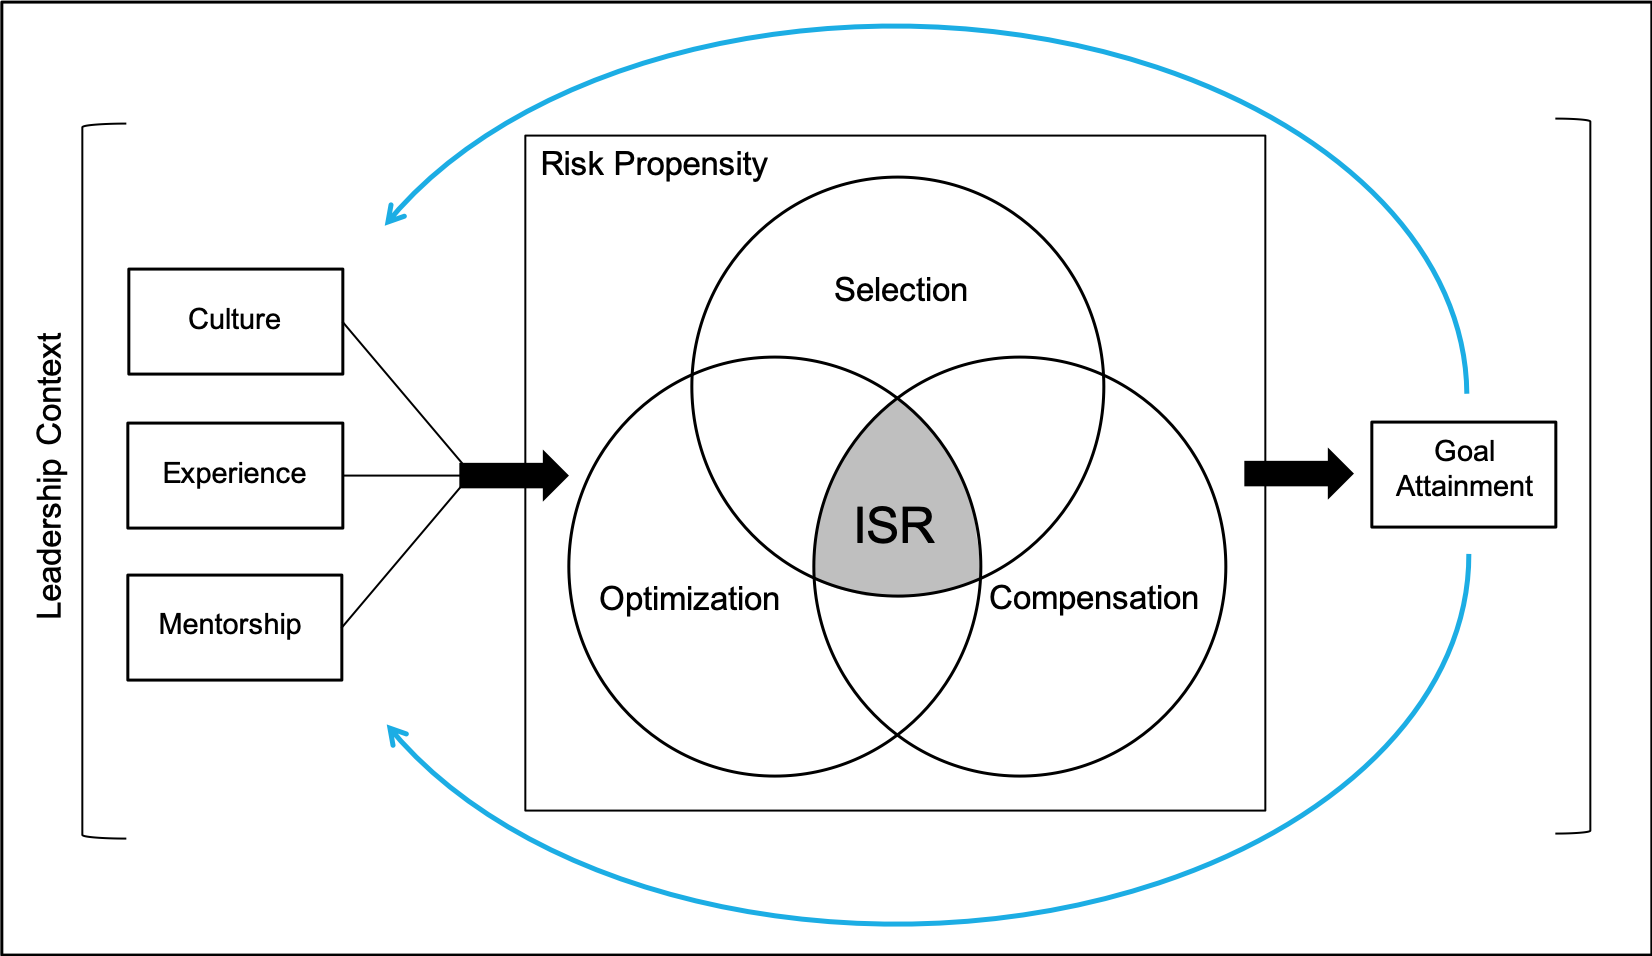 Risk Propensity
Selection
Culture
Leadership Context
Experience
Goal
Attainment
ISR
Optimization
Compensation
Mentorship